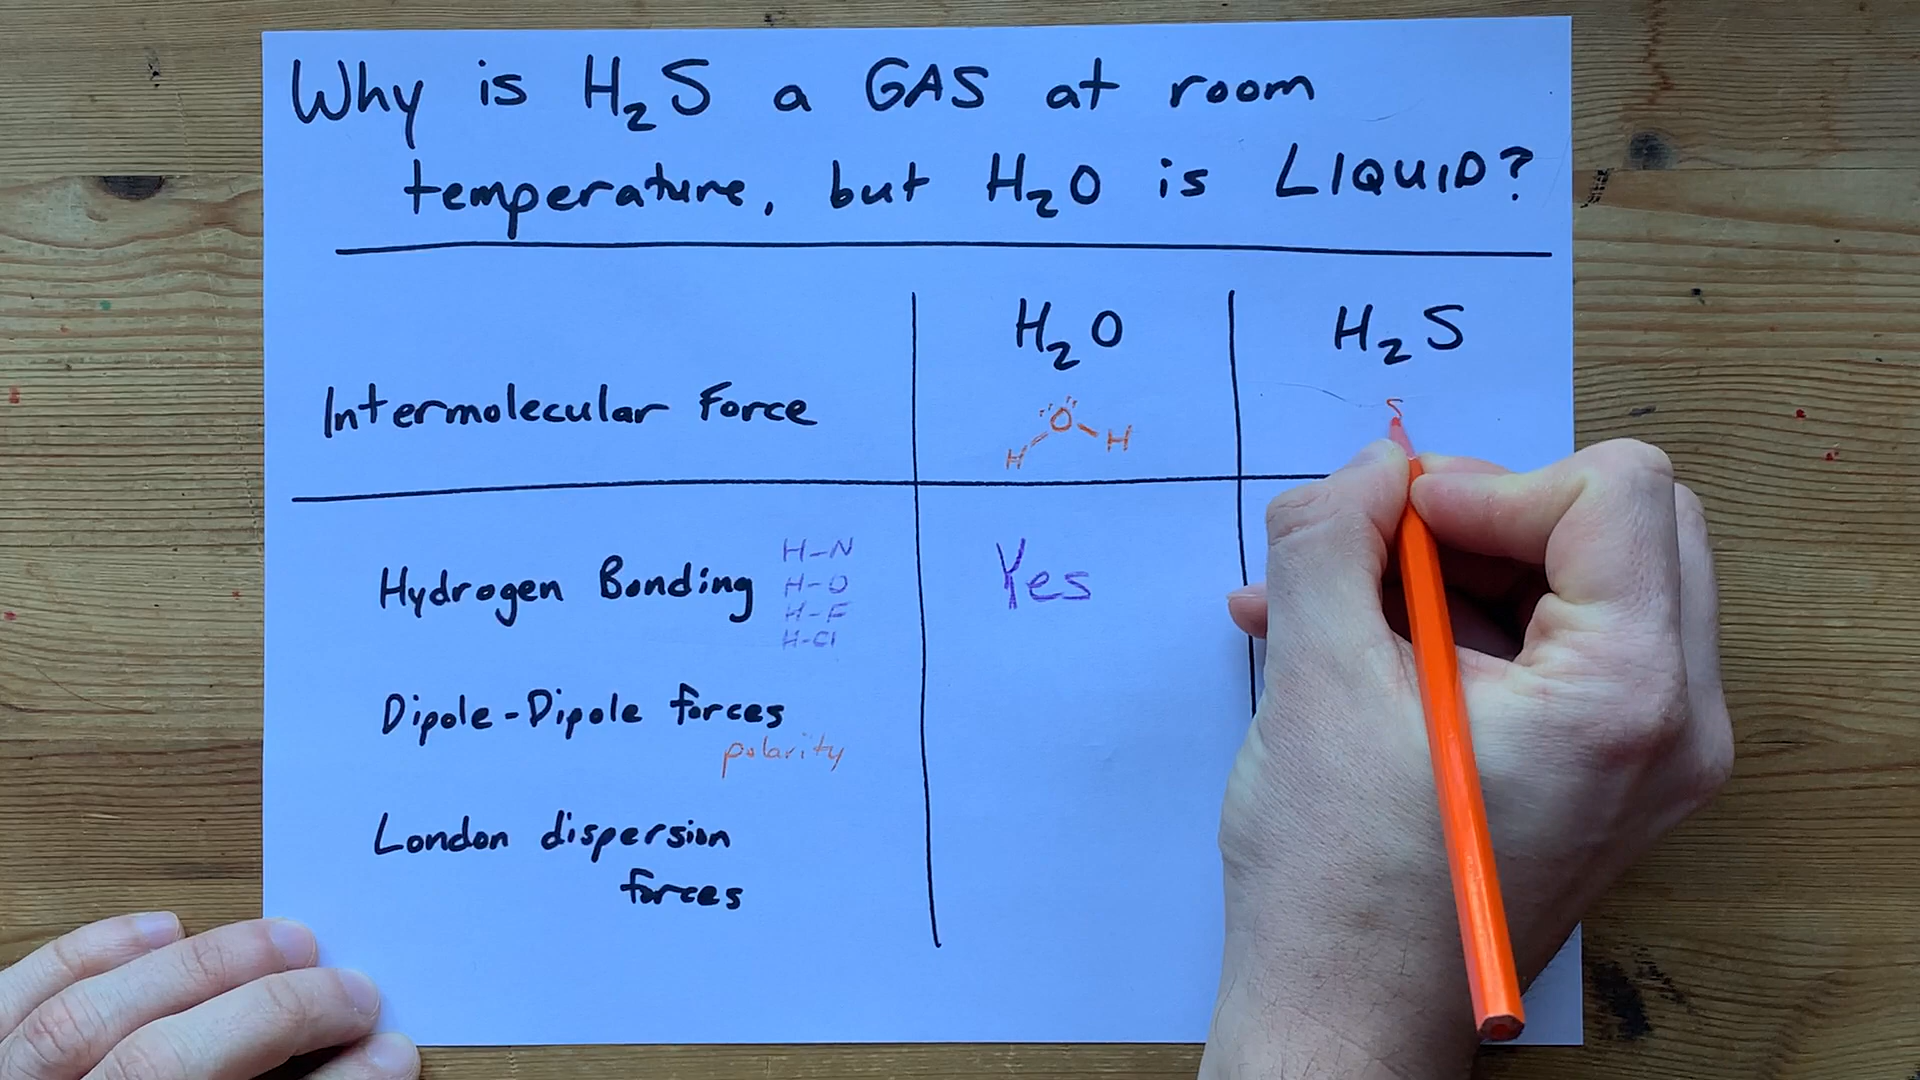 Why is H₂S a GAS at room
temperature, but H₂O is LIQUID?
H₂O
H₂S
Intermolecular Force
O
H H
S
Hydrogen Bonding
H-N
H-O
H-F
H-Cl
Yes
Dipole-Dipole forces
polarity
London dispersion
forces